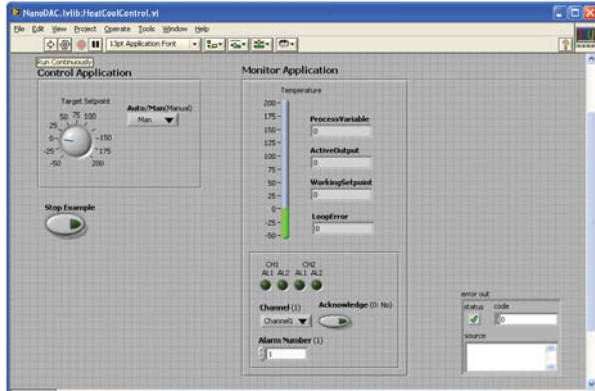 NanoDAC.lvlib:HeatCoolControl.vi
File Edit View Project Operate Tools Window Help
13pt Application Font
Run Continuously
Control Application
Monitor Application
Target Setpoint
50 75 100
25
0 150
-25 175
-50 200
Auto/Man(Manual)
Man
Stop Example
Temperature
200
175
150
125
100
75
50
25
0
-25
-50
ProcessVariable
0
ActiveOutput
0
WorkingSetpoint
0
LoopError
0
CH1 CH2
AL1 AL2 AL1 AL2
Channel (1) Acknowledge (0: No)
Channel1
Alarm Number (1)
1
error out
status code
0
source